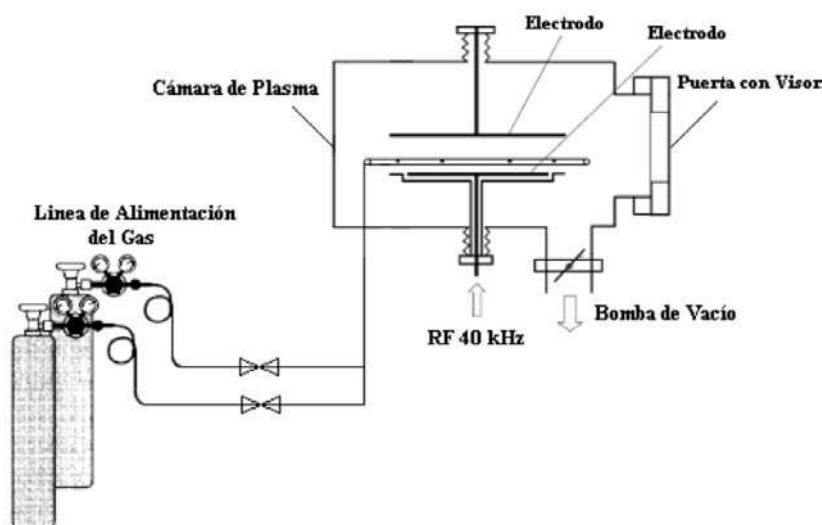 Electrodo
Electrodo
Cámara de Plasma
Puerta con Visor
Linea de Alimentación
del Gas
RF 40 kHz
Bomba de Vacío